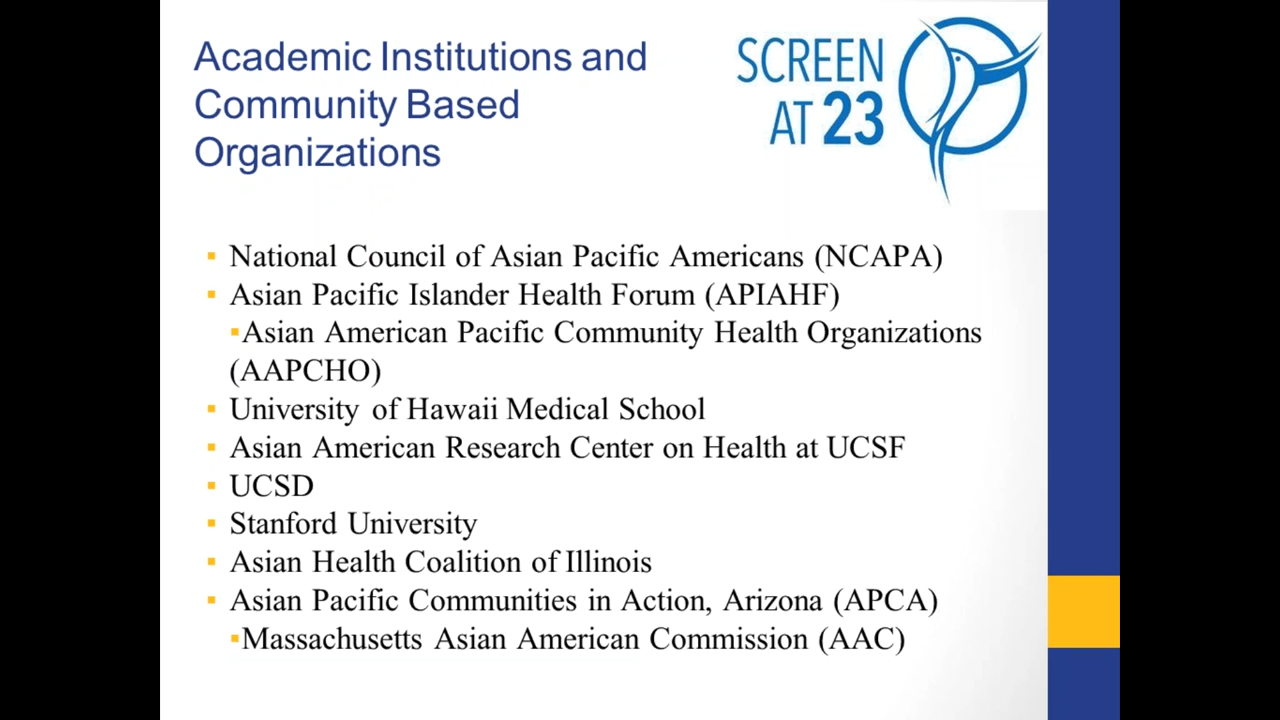 Academic Institutions and
Community Based
Organizations
SCREEN
AT 23
▪ National Council of Asian Pacific Americans (NCAPA)
▪ Asian Pacific Islander Health Forum (APIAHF)
▪Asian American Pacific Community Health Organizations
(AAPCHO)
▪ University of Hawaii Medical School
▪ Asian American Research Center on Health at UCSF
▪ UCSD
▪ Stanford University
▪ Asian Health Coalition of Illinois
▪ Asian Pacific Communities in Action, Arizona (APCA)
▪Massachusetts Asian American Commission (AAC)